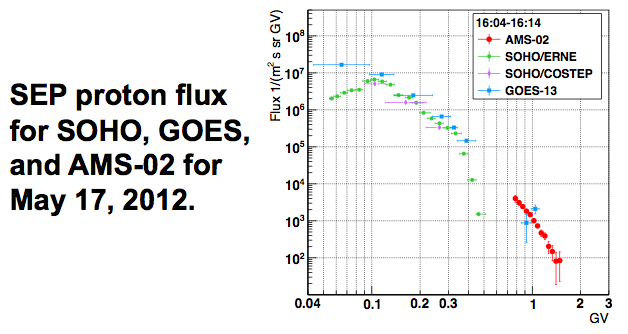 SEP proton flux
for SOHO, GOES,
and AMS-02 for
May 17, 2012.
16:04-16:14
AMS-02
SOHO/ERNE
SOHO/COSTEP
GOES-13
Flux 1/(m² s sr GV)
10⁸
10⁷
10⁶
10⁵
10⁴
10³
10²
0.04 0.1 0.2 0.3 1 2 3
GV